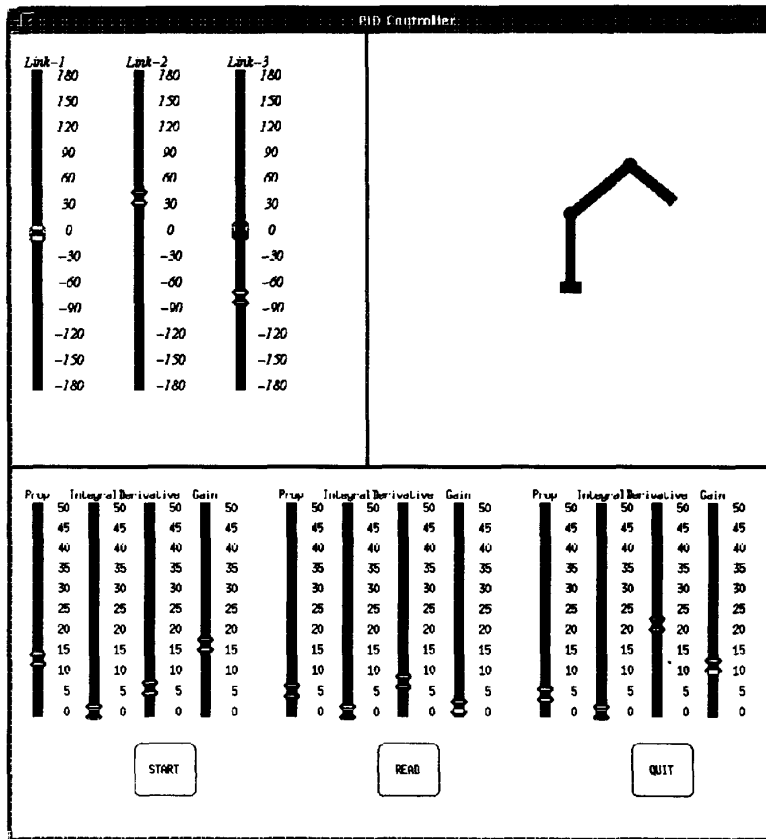 PID Controller
Link-1 Link-2 Link-3
180 180 180
150 150 150
120 120 120
90 90 90
60 60 60
30 30 30
0 0 0
-30 -30 -30
-60 -60 -60
-90 -90 -90
-120 -120 -120
-150 -150 -150
-180 -180 -180
Prop Integral Derivative Gain Prop Integral Derivative Gain Prop Integral Derivative Gain
50 50 50 50 50 50 50 50 50 50 50 50
45 45 45 45 45 45 45 45 45 45 45 45
40 40 40 40 40 40 40 40 40 40 40 40
35 35 35 35 35 35 35 35 35 35 35 35
30 30 30 30 30 30 30 30 30 30 30 30
25 25 25 25 25 25 25 25 25 25 25 25
20 20 20 20 20 20 20 20 20 20 20 20
15 15 15 15 15 15 15 15 15 15 15 15
10 10 10 10 10 10 10 10 10 10 10 10
5 5 5 5 5 5 5 5 5 5 5 5
0 0 0 0 0 0 0 0 0 0 0 0
START READ QUIT